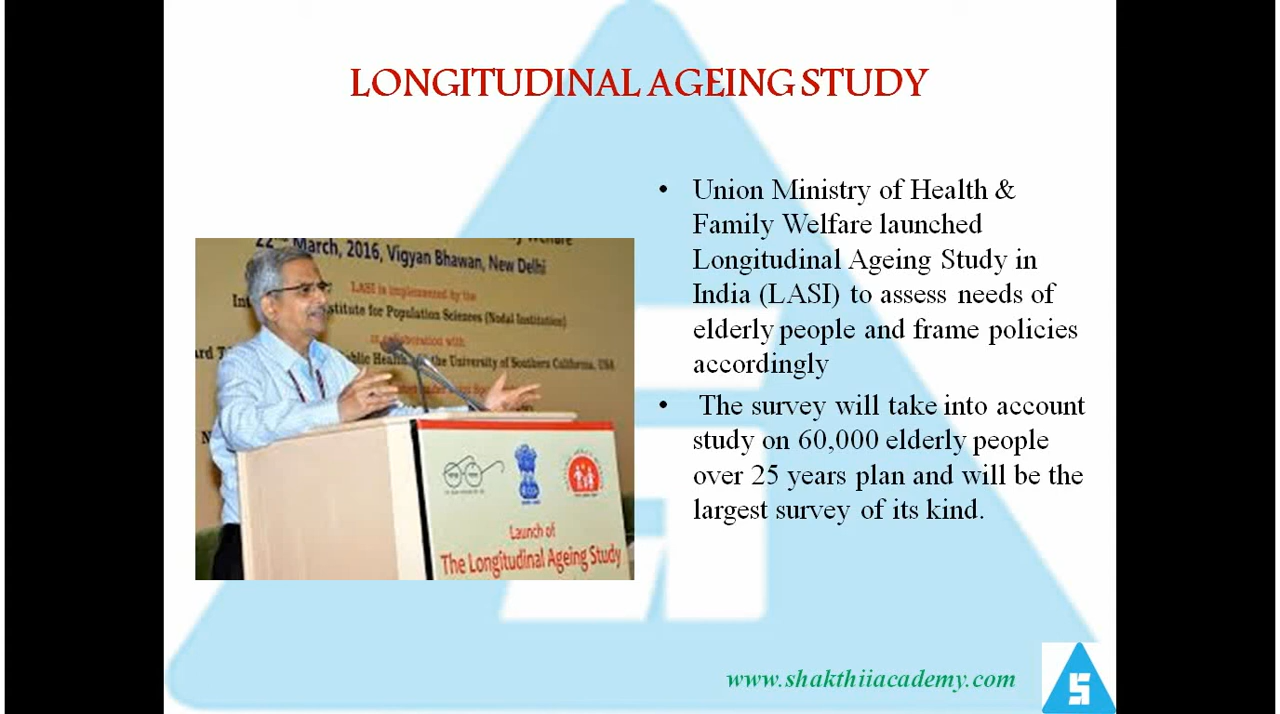 LONGITUDINAL AGEING STUDY
• Union Ministry of Health &
Family Welfare launched
Longitudinal Ageing Study in
India (LASI) to assess needs of
elderly people and frame policies
accordingly
• The survey will take into account
study on 60,000 elderly people
over 25 years plan and will be the
largest survey of its kind.
Welfare
22 March, 2016, Vigyan Bhawan, New Delhi
LASI is implemented by the
Institute for Population Sciences (Nodal Institution)
in collaboration with
Public Health, the University of Southern California, USA
Launch of
The Longitudinal Ageing Study
www.shakthiiacademy.com
S